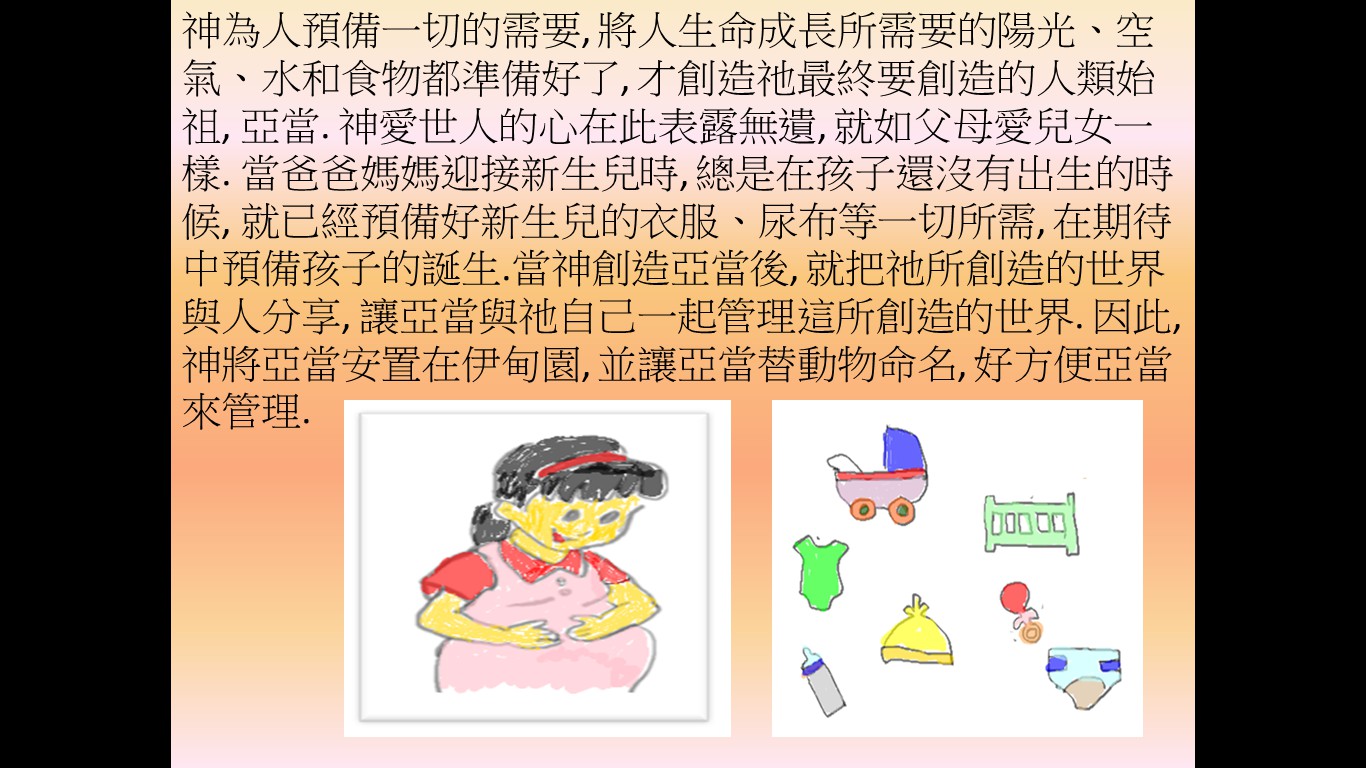 神為人預備一切的需要, 將人生命成長所需要的陽光、空
氣、水和食物都準備好了, 才創造祂最終要創造的人類始
祖, 亞當. 神愛世人的心在此表露無遺, 就如父母愛兒女一
樣. 當爸爸媽媽迎接新生兒時, 總是在孩子還沒有出生的時
候, 就已經預備好新生兒的衣服、尿布等一切所需, 在期待
中預備孩子的誕生.當神創造亞當後, 就把祂所創造的世界
與人分享, 讓亞當與祂自己一起管理這所創造的世界. 因此,
神將亞當安置在伊甸園, 並讓亞當替動物命名, 好方便亞當
來管理.